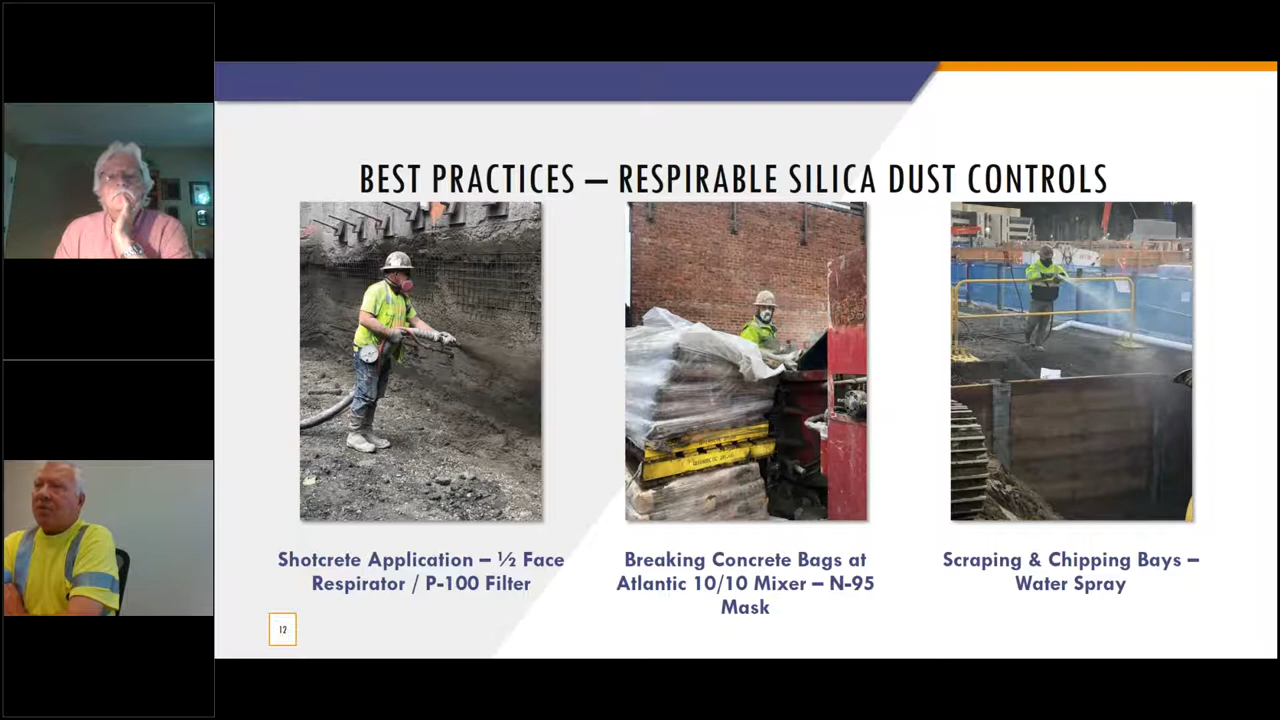 BEST PRACTICES – RESPIRABLE SILICA DUST CONTROLS
Shotcrete Application – ½ Face
Respirator / P-100 Filter
Breaking Concrete Bags at
Atlantic 10/10 Mixer – N-95
Mask
Scraping & Chipping Bays –
Water Spray
12